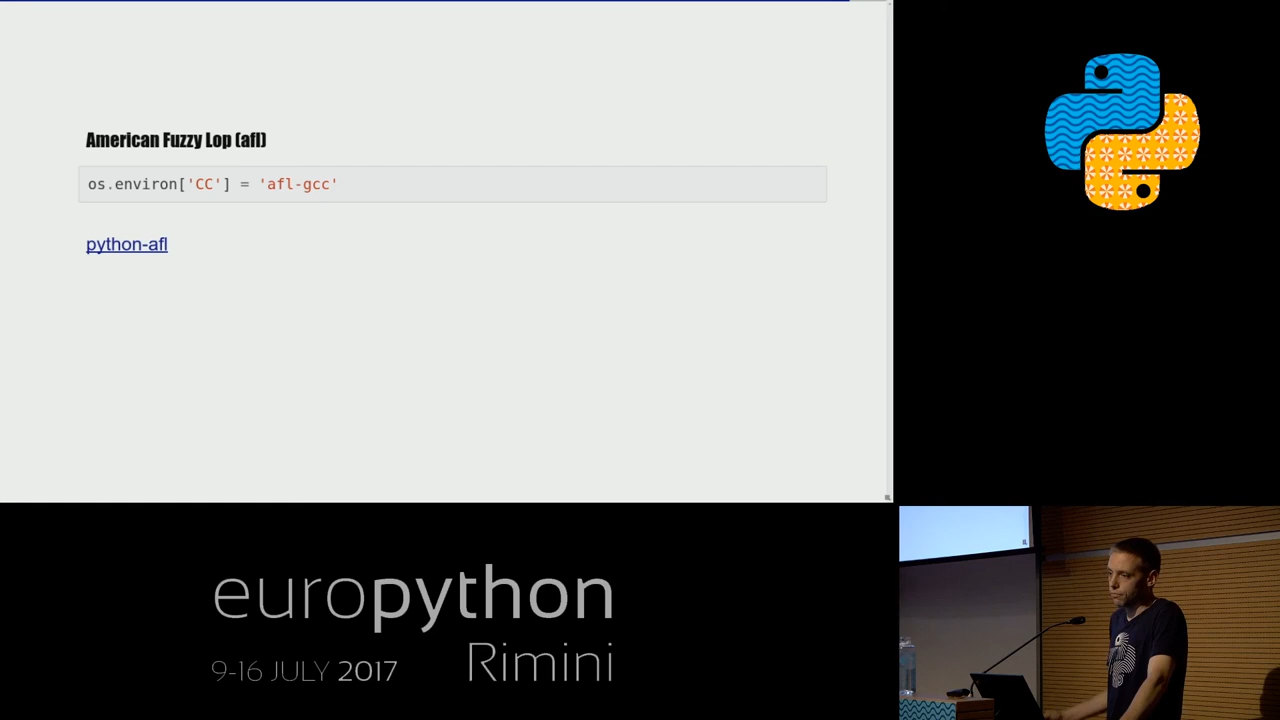 American Fuzzy Lop (afl)
os.environ['CC'] = 'afl-gcc'
python-afl
europython
9-16 JULY 2017 Rimini